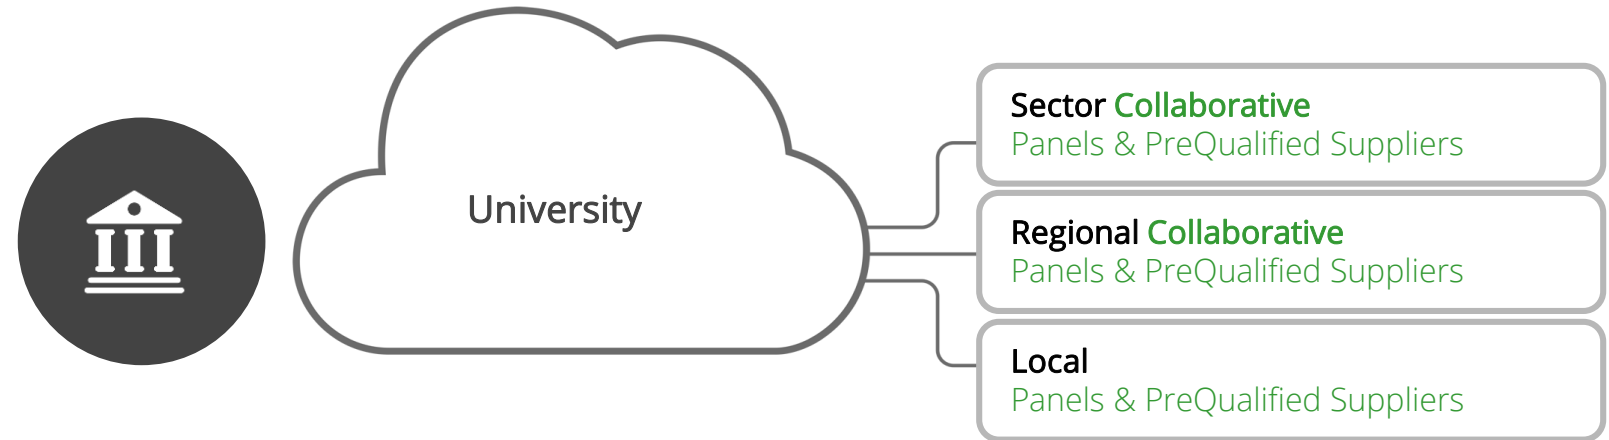 University
Sector Collaborative
Panels & PreQualified Suppliers
Regional Collaborative
Panels & PreQualified Suppliers
Local
Panels & PreQualified Suppliers